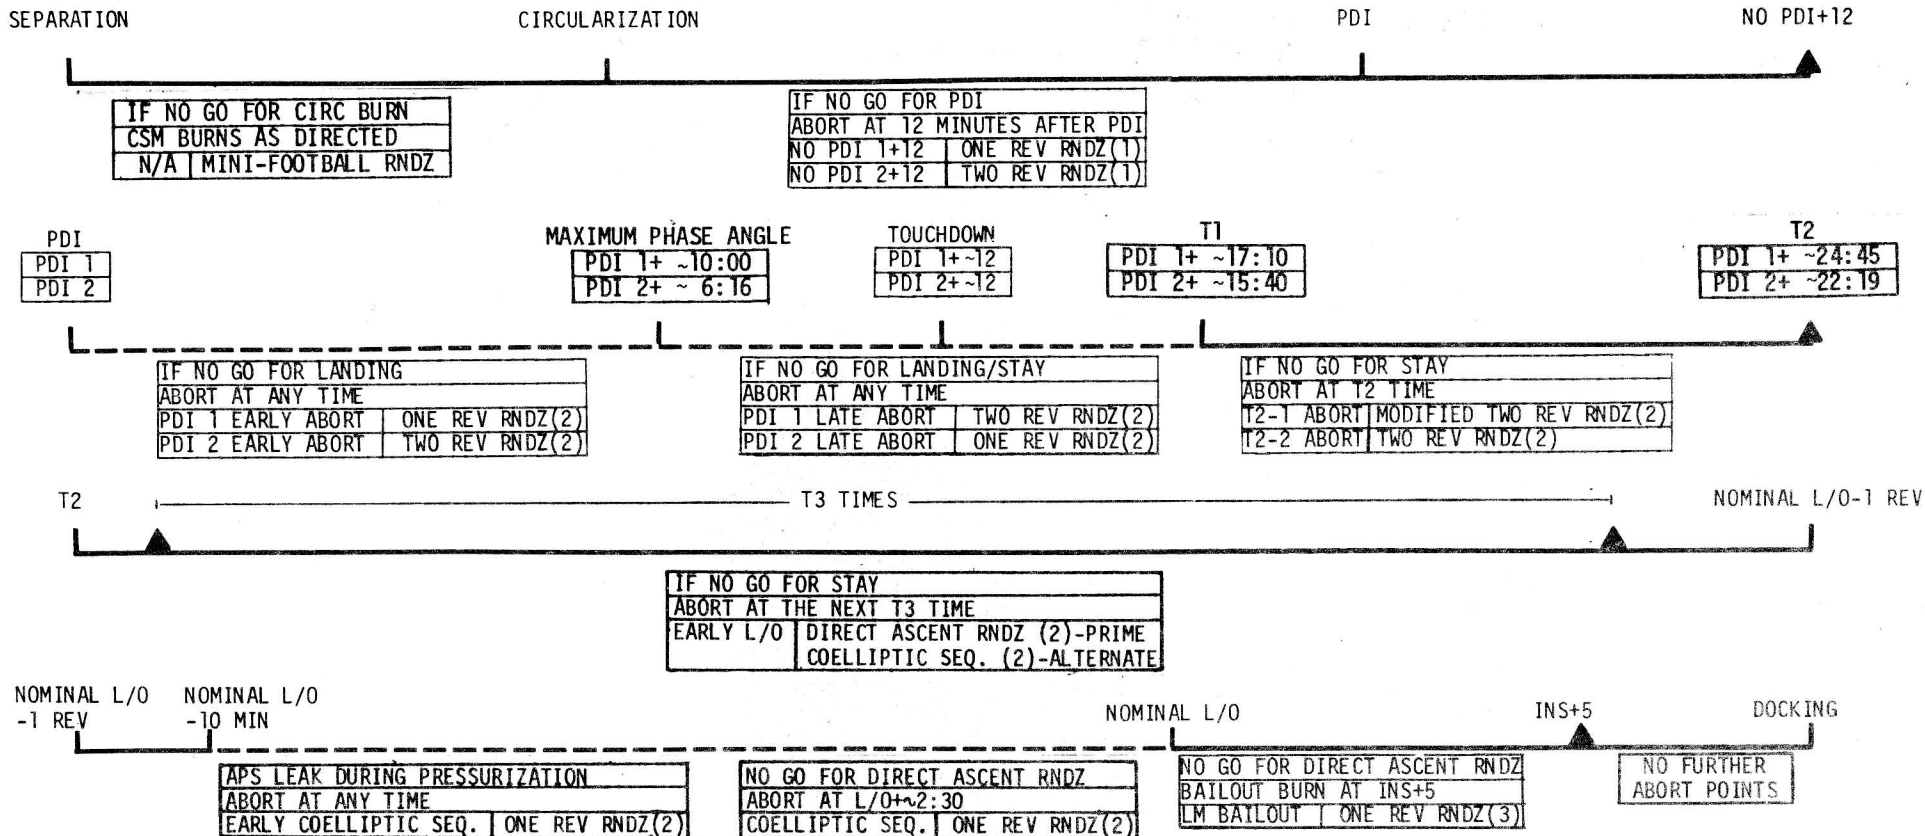 SEPARATION CIRCULARIZATION PDI NO PDI+12
IF NO GO FOR CIRC BURN
CSM BURNS AS DIRECTED
N/A MINI-FOOTBALL RNDZ
IF NO GO FOR PDI
ABORT AT 12 MINUTES AFTER PDI
NO PDI 1+12 ONE REV RNDZ(1)
NO PDI 2+12 TWO REV RNDZ(1)
PDI
PDI 1
PDI 2
MAXIMUM PHASE ANGLE
PDI 1+ ~10:00
PDI 2+ ~ 6:16
TOUCHDOWN
PDI 1+~12
PDI 2+~12
T1
PDI 1+ ~17:10
PDI 2+ ~15:40
T2
PDI 1+ ~24:45
PDI 2+ ~22:19
IF NO GO FOR LANDING
ABORT AT ANY TIME
PDI 1 EARLY ABORT ONE REV RNDZ(2)
PDI 2 EARLY ABORT TWO REV RNDZ(2)
IF NO GO FOR LANDING/STAY
ABORT AT ANY TIME
PDI 1 LATE ABORT TWO REV RNDZ(2)
PDI 2 LATE ABORT ONE REV RNDZ(2)
IF NO GO FOR STAY
ABORT AT T2 TIME
T2-1 ABORT MODIFIED TWO REV RNDZ(2)
T2-2 ABORT TWO REV RNDZ(2)
T2 T3 TIMES NOMINAL L/O-1 REV
IF NO GO FOR STAY
ABORT AT THE NEXT T3 TIME
EARLY L/O DIRECT ASCENT RNDZ (2)-PRIME
COELLIPTIC SEQ. (2)-ALTERNATE
NOMINAL L/O
-1 REV
NOMINAL L/O
-10 MIN
NOMINAL L/O INS+5 DOCKING
APS LEAK DURING PRESSURIZATION
ABORT AT ANY TIME
EARLY COELLIPTIC SEQ. ONE REV RNDZ(2)
NO GO FOR DIRECT ASCENT RNDZ
ABORT AT L/O+~2:30
COELLIPTIC SEQ. ONE REV RNDZ(2)
NO GO FOR DIRECT ASCENT RNDZ
BAILOUT BURN AT INS+5
LM BAILOUT ONE REV RNDZ(3)
NO FURTHER
ABORT POINTS